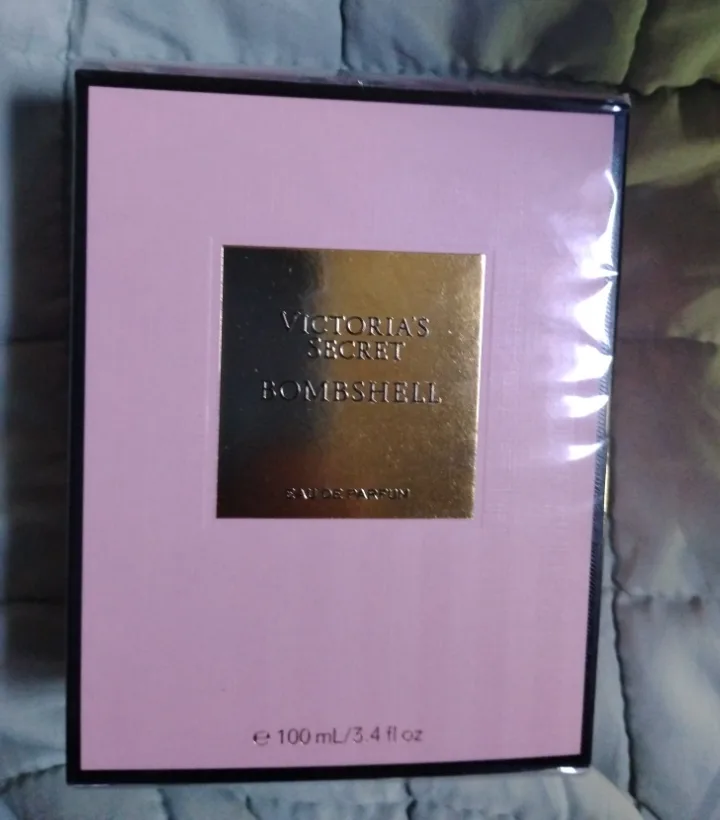 VICTORIA'S
SECRET
BOMBSHELL
EAU DE PARFUM
℮ 100 mL/3.4 fl oz